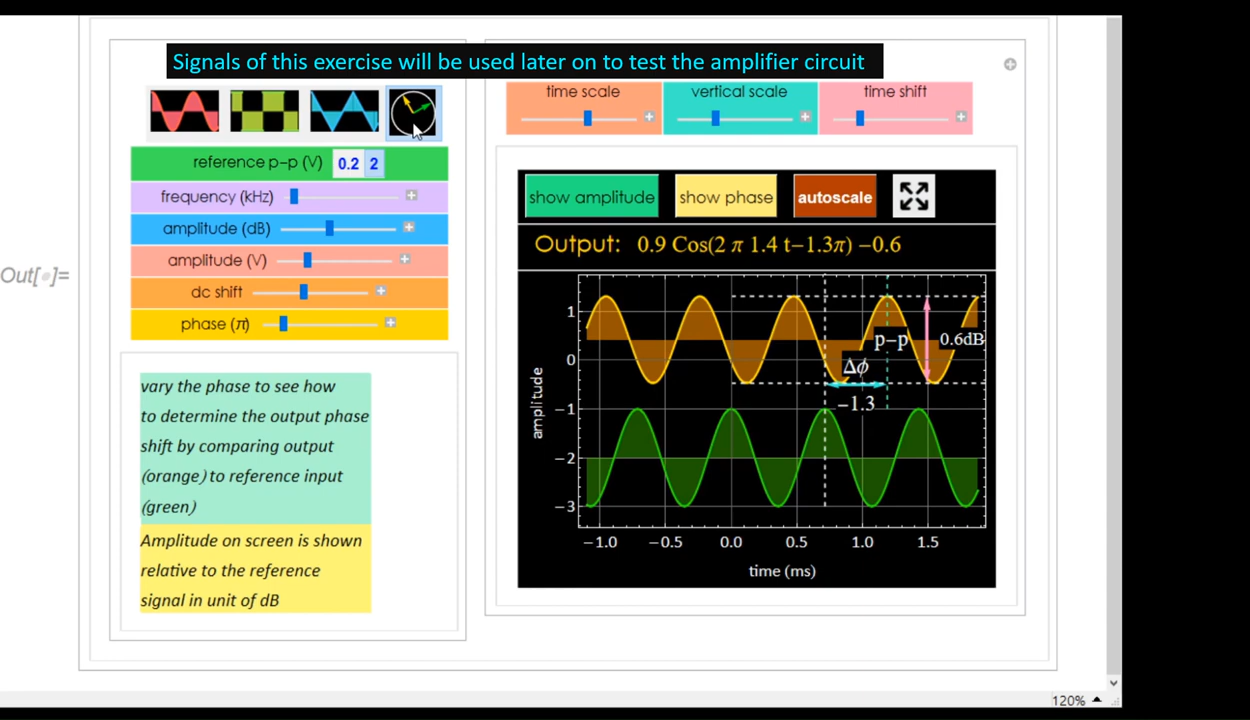 Signals of this exercise will be used later on to test the amplifier circuit
reference p-p (V) 0.2 2
frequency (kHz)
amplitude (dB)
amplitude (V)
dc shift
phase (π)
vary the phase to see how
to determine the output phase
shift by comparing output
(orange) to reference input
(green)
Amplitude on screen is shown
relative to the reference
signal in unit of dB
Out[•]=
time scale vertical scale time shift
show amplitude show phase autoscale
Output: 0.9 Cos(2 π 1.4 t−1.3π) −0.6
1
0
−1
−2
−3
amplitude
p−p
0.6dB
Δϕ
−1.3
−1.0 −0.5 0.0 0.5 1.0 1.5
time (ms)
120%